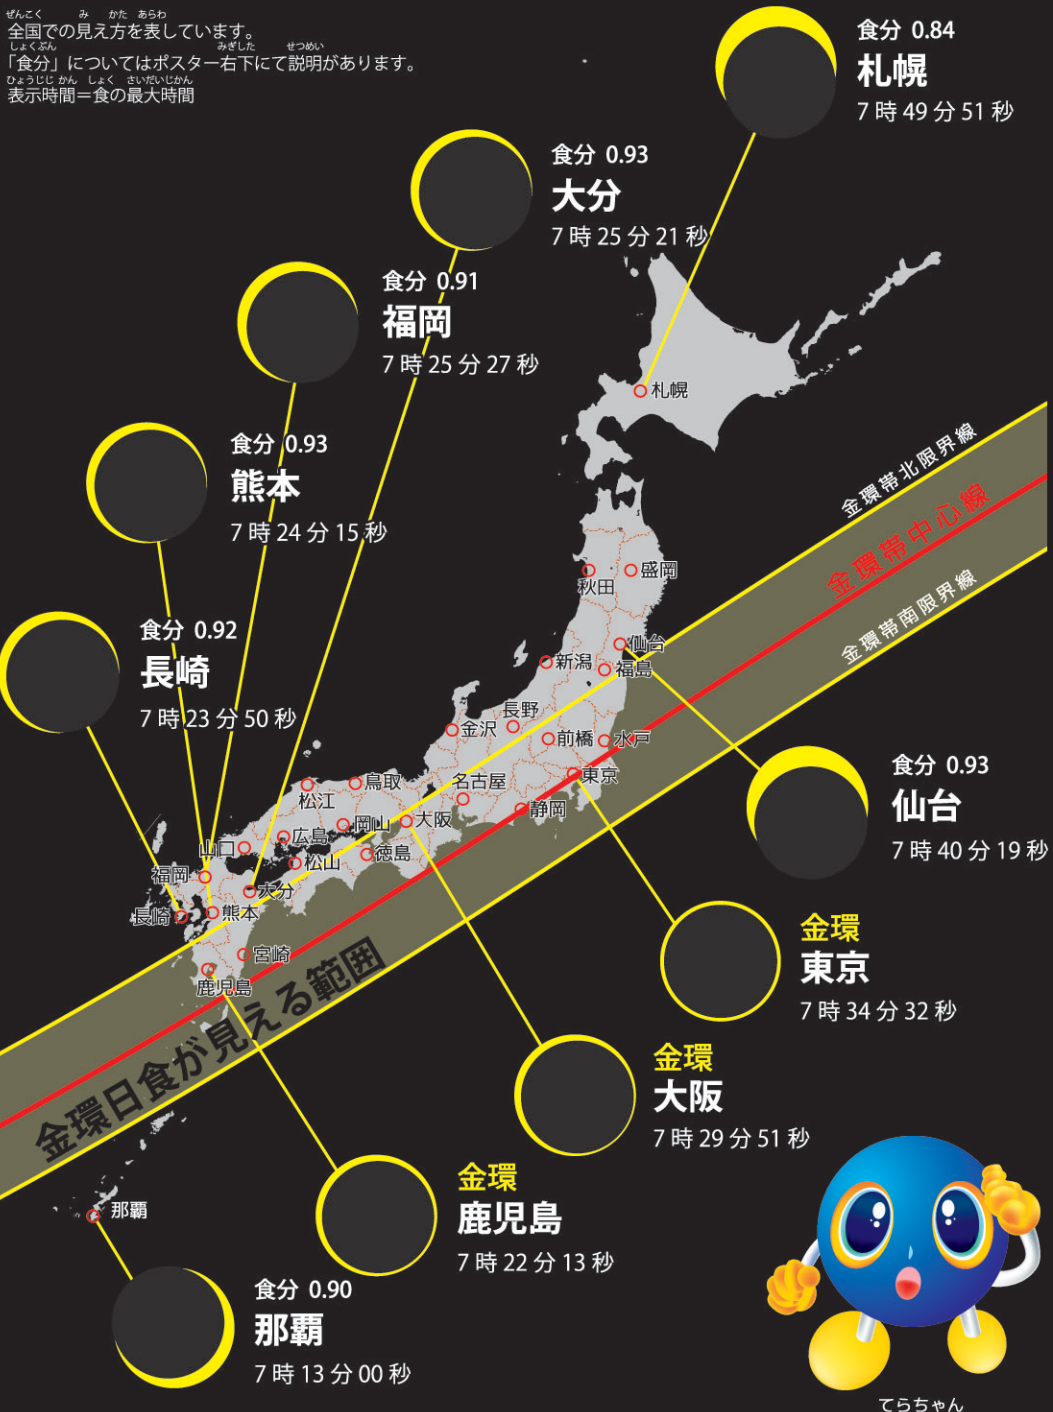 全国での見え方を表しています。
「食分」についてはポスター右下にて説明があります。
表示時間＝食の最大時間
食分 0.84
札幌
7時49分51秒
食分 0.93
大分
7時25分21秒
食分 0.91
福岡
7時25分27秒
食分 0.93
熊本
7時24分15秒
食分 0.92
長崎
7時23分50秒
札幌
金環帯北限界線
金環帯中心線
金環帯南限界線
秋田
盛岡
仙台
新潟
福島
長野
金沢
前橋
水戸
鳥取
名古屋
東京
松江
静岡
岡山
大阪
広島
山口
徳島
松山
福岡
大分
長崎
熊本
宮崎
鹿児島
金環日食が見える範囲
食分 0.93
仙台
7時40分19秒
金環
東京
7時34分32秒
金環
大阪
7時29分51秒
金環
鹿児島
7時22分13秒
那覇
食分 0.90
那覇
7時13分00秒
てらちゃん